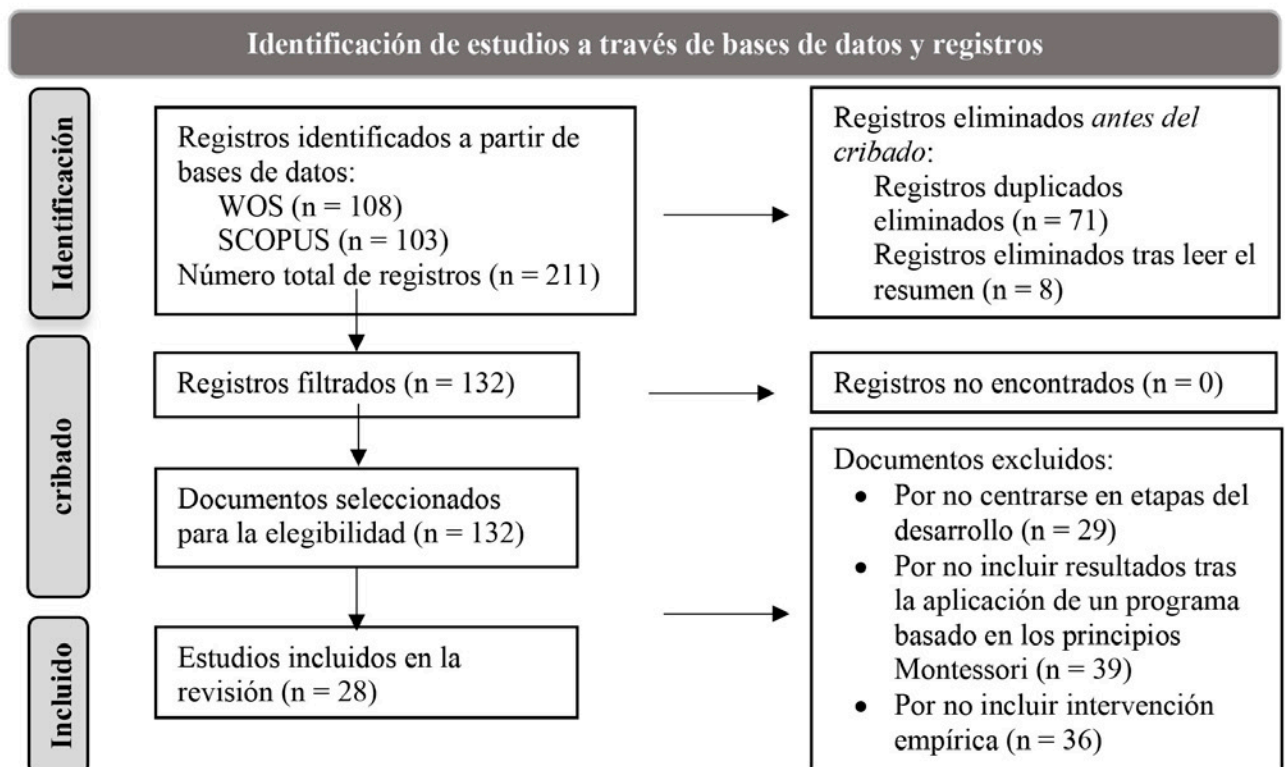 Identificación de estudios a través de bases de datos y registros
Identificación
Registros identificados a partir de
bases de datos:
WOS (n = 108)
SCOPUS (n = 103)
Número total de registros (n = 211)
Registros eliminados antes del
cribado:
Registros duplicados
eliminados (n = 71)
Registros eliminados tras leer el
resumen (n = 8)
cribado
Registros filtrados (n = 132)
Registros no encontrados (n = 0)
Documentos seleccionados
para la elegibilidad (n = 132)
Documentos excluidos:
• Por no centrarse en etapas del
desarrollo (n = 29)
• Por no incluir resultados tras
la aplicación de un programa
basado en los principios
Montessori (n = 39)
• Por no incluir intervención
empírica (n = 36)
Incluido
Estudios incluidos en la
revisión (n = 28)